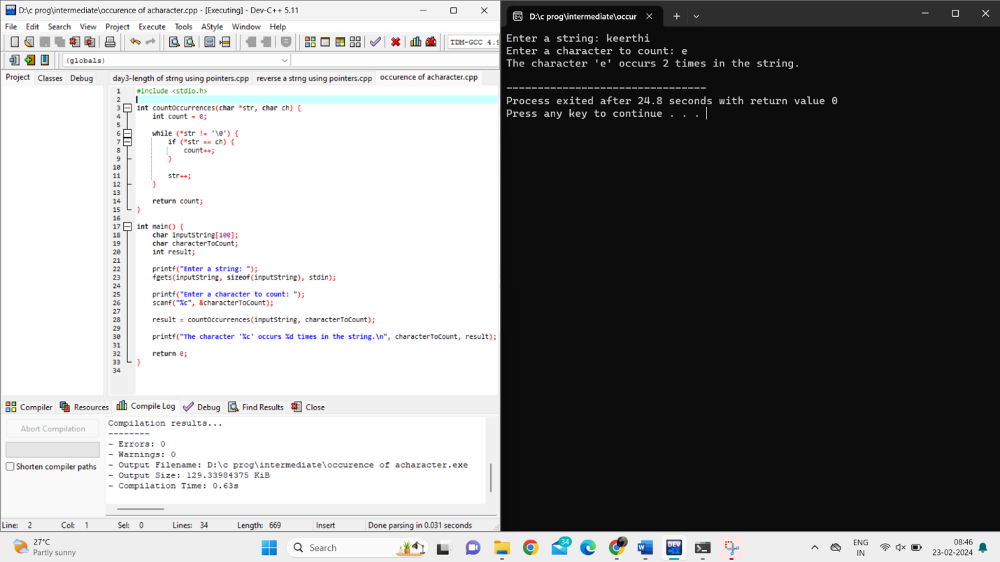 D:\c prog\intermediate\occurence of acharacter.cpp - [Executing] - Dev-C++ 5.11
File Edit Search View Project Execute Tools AStyle Window Help
TDM-GCC 4.9
(globals)
Project Classes Debug
day3-length of strng using pointers.cpp reverse a strng using pointers.cpp occurence of acharacter.cpp
1 #include <stdio.h>
2
3 int countOccurrences(char *str, char ch) {
4 int count = 0;
5
6 while (*str != '\0') {
7 if (*str == ch) {
8 count++;
9 }
10
11 str++;
12 }
13
14 return count;
15 }
16
17 int main() {
18 char inputString[100];
19 char characterToCount;
20 int result;
21
22 printf("Enter a string: ");
23 fgets(inputString, sizeof(inputString), stdin);
24
25 printf("Enter a character to count: ");
26 scanf("%c", &characterToCount);
27
28 result = countOccurrences(inputString, characterToCount);
29
30 printf("The character '%c' occurs %d times in the string.\n", characterToCount, result);
31
32 return 0;
33 }
34
Compiler Resources Compile Log Debug Find Results Close
Abort Compilation
Shorten compiler paths
Compilation results...
--------
- Errors: 0
- Warnings: 0
- Output Filename: D:\c prog\intermediate\occurence of acharacter.exe
- Output Size: 129.33984375 KiB
- Compilation Time: 0.63s
Line: 2 Col: 1 Sel: 0 Lines: 34 Length: 669 Insert Done parsing in 0.031 seconds
D:\c prog\intermediate\occur
Enter a string: keerthi
Enter a character to count: e
The character 'e' occurs 2 times in the string.
--------------------------------
Process exited after 24.8 seconds with return value 0
Press any key to continue . . .
27°C
Partly sunny
Search
34
DEV
ENG
IN
08:46
23-02-2024